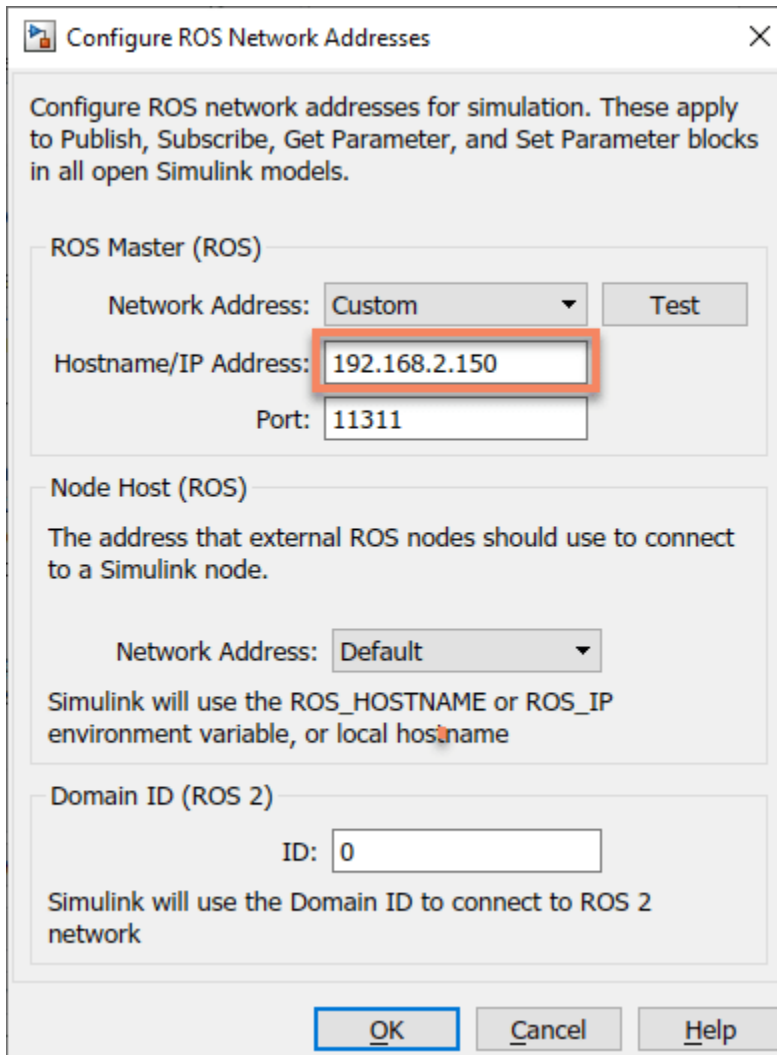 Configure ROS Network Addresses
Configure ROS network addresses for simulation. These apply
to Publish, Subscribe, Get Parameter, and Set Parameter blocks
in all open Simulink models.
ROS Master (ROS)
Network Address: Custom Test
Hostname/IP Address: 192.168.2.150
Port: 11311
Node Host (ROS)
The address that external ROS nodes should use to connect
to a Simulink node.
Network Address: Default
Simulink will use the ROS_HOSTNAME or ROS_IP
environment variable, or local hostname
Domain ID (ROS 2)
ID: 0
Simulink will use the Domain ID to connect to ROS 2
network
OK Cancel Help